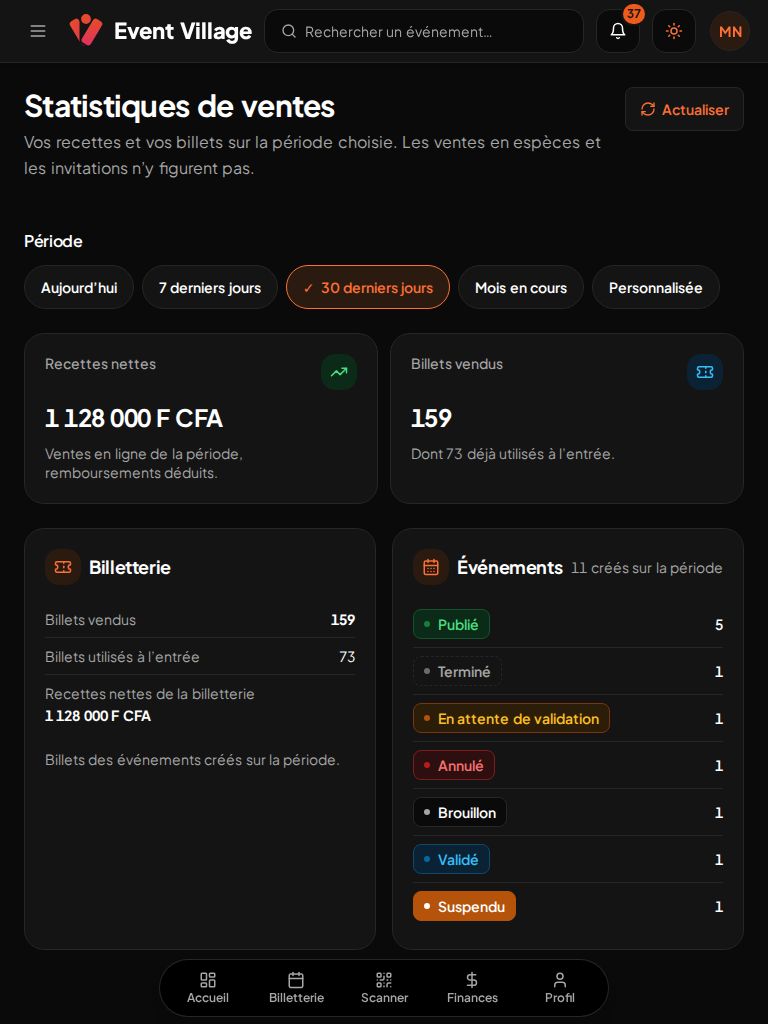 Event Village
Rechercher un événement...
37
MN
Statistiques de ventes
Actualiser
Vos recettes et vos billets sur la période choisie. Les ventes en espèces et
les invitations n'y figurent pas.
Période
Aujourd'hui
7 derniers jours
✓ 30 derniers jours
Mois en cours
Personnalisée
Recettes nettes
1 128 000 F CFA
Ventes en ligne de la période,
remboursements déduits.
Billets vendus
159
Dont 73 déjà utilisés à l'entrée.
Billetterie
Billets vendus 159
Billets utilisés à l'entrée 73
Recettes nettes de la billetterie
1 128 000 F CFA
Billets des événements créés sur la période.
Événements 11 créés sur la période
Publié 5
Terminé 1
En attente de validation 1
Annulé 1
Brouillon 1
Validé 1
Suspendu 1
Accueil
Billetterie
Scanner
Finances
Profil